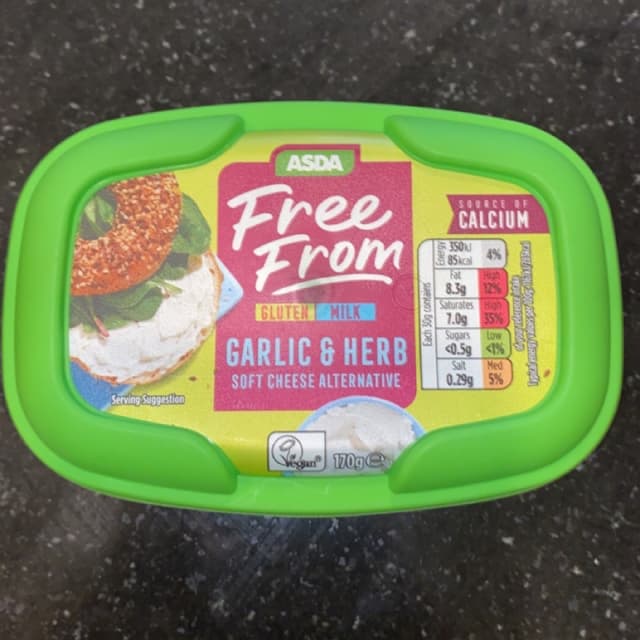 ASDA
Free
From
GLUTEN MILK
GARLIC & HERB
SOFT CHEESE ALTERNATIVE
Serving Suggestion
Vegan
170g℮
SOURCE OF
CALCIUM
Each 30g contains
Energy 350kJ
85kcal 4%
Fat High
8.3g 12%
Saturates High
7.0g 35%
Sugars Low
<0.5g <1%
Salt Med
0.29g 5%